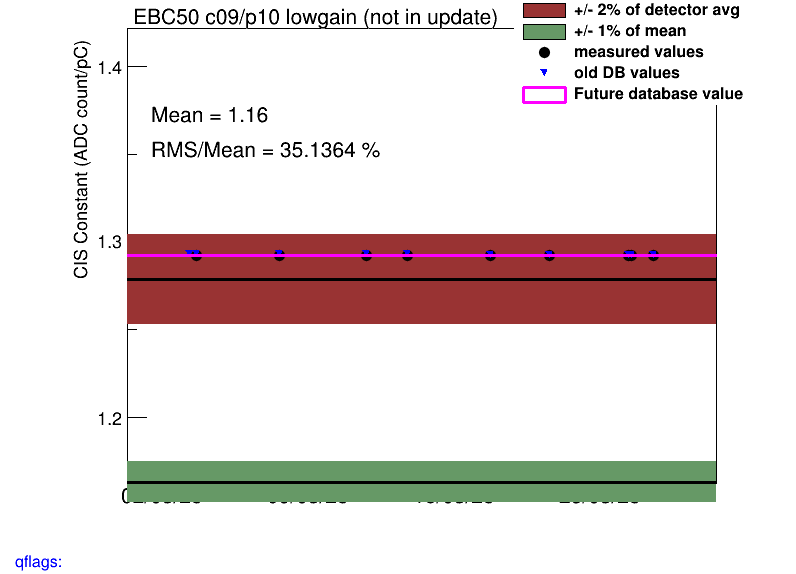 EBC50 c09/p10 lowgain (not in update)
+/- 2% of detector avg
+/- 1% of mean
measured values
old DB values
Future database value
CIS Constant (ADC count/pC)
1.4
Mean = 1.16
RMS/Mean = 35.1364 %
1.3
1.2
qflags: